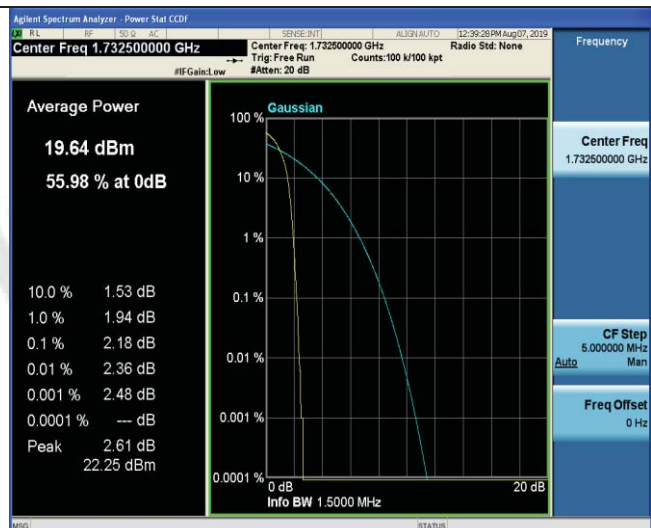 Agilent Spectrum Analyzer - Power Stat CCDF
RL RF 50 Ω AC SENSE:INT ALIGN AUTO 12:39:28 PM Aug 07, 2019
Center Freq 1.732500000 GHz
Center Freq: 1.732500000 GHz Radio Std: None
Trig: Free Run Counts:100 k/100 kpt
#IFGain:Low #Atten: 20 dB
Frequency
Average Power
19.64 dBm
55.98 % at 0dB
10.0 % 1.53 dB
1.0 % 1.94 dB
0.1 % 2.18 dB
0.01 % 2.36 dB
0.001 % 2.48 dB
0.0001 % --- dB
Peak 2.61 dB
22.25 dBm
Gaussian
100 %
10 %
1 %
0.1 %
0.01 %
0.001 %
0.0001 %
0 dB 20 dB
Info BW 1.5000 MHz
Center Freq
1.732500000 GHz
CF Step
5.000000 MHz
Auto Man
Freq Offset
0 Hz
MSG STATUS